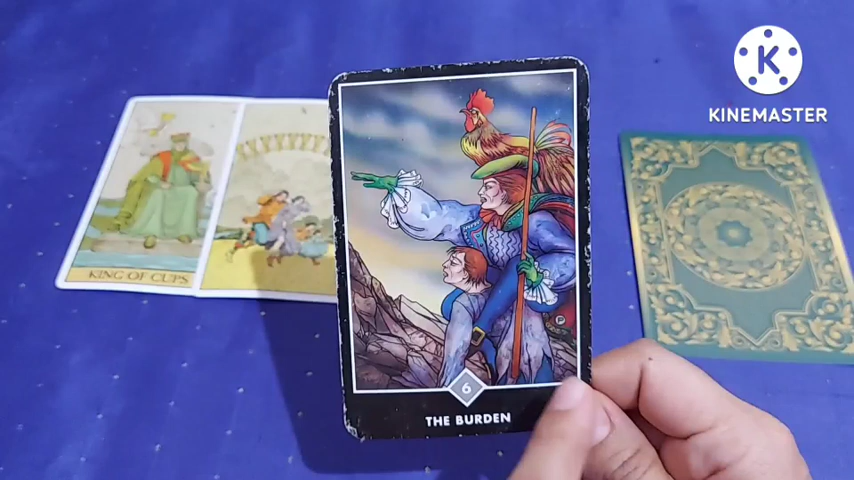 K
KINEMASTER
KING OF CUPS
6
THE BURDEN